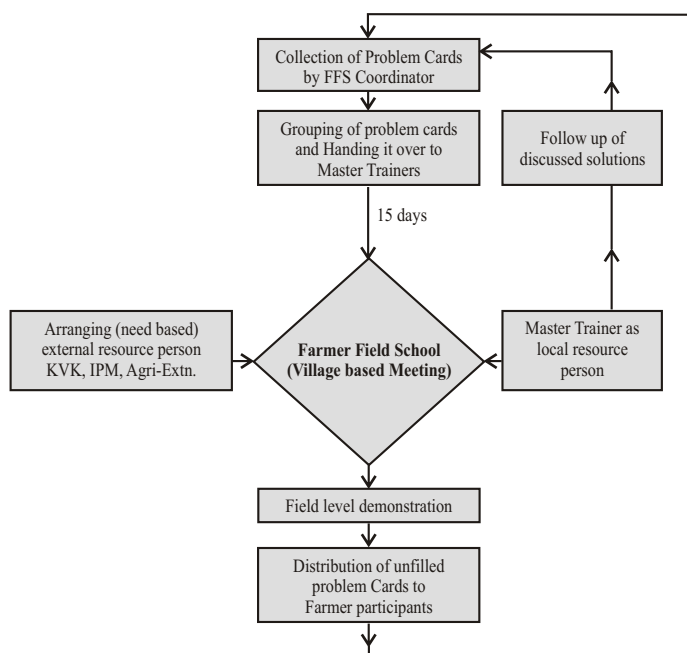 Collection of Problem Cards
by FFS Coordinator
Grouping of problem cards
and Handing it over to
Master Trainers
Follow up of
discussed solutions
15 days
Arranging (need based)
external resource person
KVK, IPM, Agri-Extn.
Farmer Field School
(Village based Meeting)
Master Trainer as
local resource
person
Field level demonstration
Distribution of unfilled
problem Cards to
Farmer participants